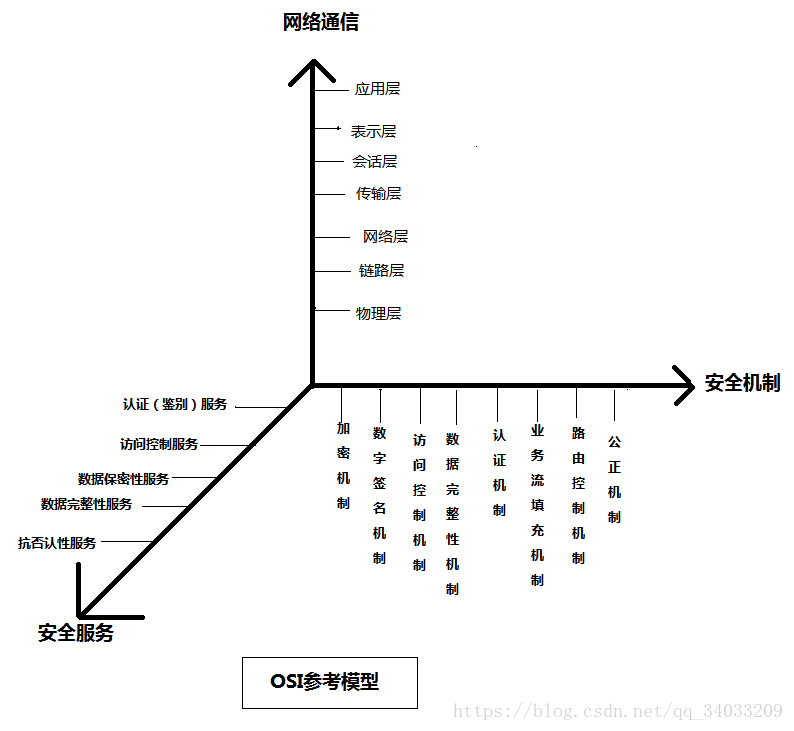 网络通信
应用层
表示层
会话层
传输层
网络层
链路层
物理层
安全机制
加密机制
数字签名机制
访问控制机制
数据完整性机制
认证机制
业务流填充机制
路由控制机制
公正机制
认证（鉴别）服务
访问控制服务
数据保密性服务
数据完整性服务
抗否认性服务
安全服务
OSI参考模型
https://blog.csdn.net/qq_34033209